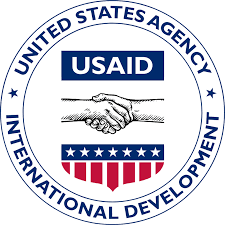 UNITED STATES AGENCY
USAID
INTERNATIONAL DEVELOPMENT